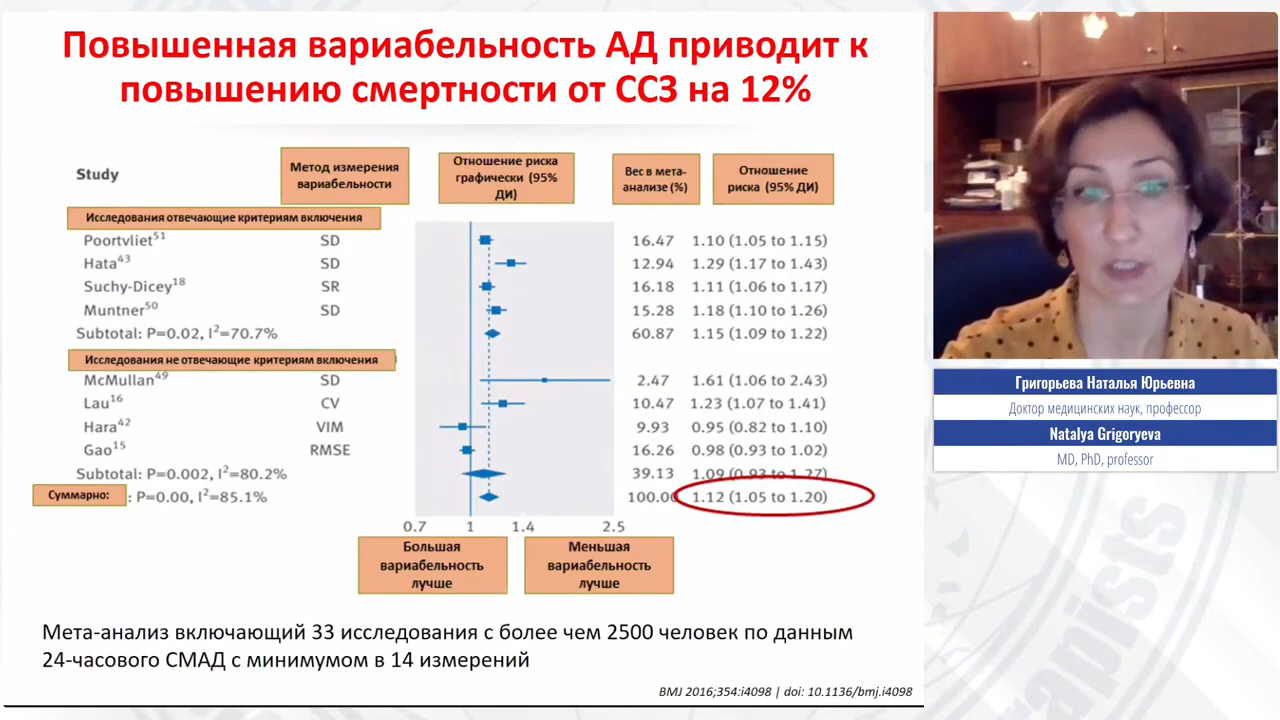 Повышенная вариабельность АД приводит к
повышению смертности от ССЗ на 12%
Study
Метод измерения
вариабельности
Отношение риска
графически (95%
ДИ)
Вес в мета-
анализе (%)
Отношение
риска (95% ДИ)
Исследования отвечающие критериям включения
Poortvliet51 SD 16.47 1.10 (1.05 to 1.15)
Hata43 SD 12.94 1.29 (1.17 to 1.43)
Suchy-Dicey18 SR 16.18 1.11 (1.06 to 1.17)
Muntner50 SD 15.28 1.18 (1.10 to 1.26)
Subtotal: P=0.02, I2=70.7% 60.87 1.15 (1.09 to 1.22)
Исследования не отвечающие критериям включения
McMullan49 SD 2.47 1.61 (1.06 to 2.43)
Lau16 CV 10.47 1.23 (1.07 to 1.41)
Hara42 VIM 9.93 0.95 (0.82 to 1.10)
Gao15 RMSE 16.26 0.98 (0.93 to 1.02)
Subtotal: P=0.002, I2=80.2% 39.13 1.09 (0.93 to 1.27)
Суммарно: : P=0.00, I2=85.1% 100.00 1.12 (1.05 to 1.20)
0.7 1 1.4 2.5
Большая
вариабельность
лучше
Меньшая
вариабельность
лучше
Мета-анализ включающий 33 исследования с более чем 2500 человек по данным
24-часового СМАД с минимумом в 14 измерений
BMJ 2016;354:i4098 | doi: 10.1136/bmj.i4098
Григорьева Наталья Юрьевна
Доктор медицинских наук, профессор
Natalya Grigoryeva
MD, PhD, professor
rapists